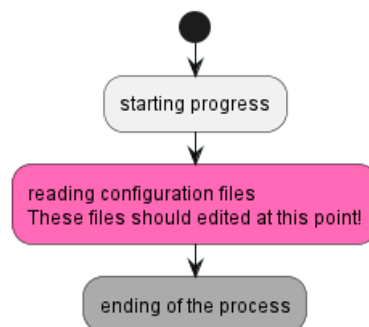 starting progress
reading configuration files
These files should edited at this point!
ending of the process